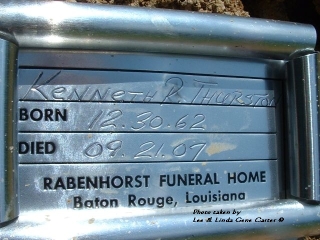 Kenneth R. Thurston
BORN 12.30.62
DIED 09.21.07
RABENHORST FUNERAL HOME
Baton Rouge, Louisiana
Photo taken by
Lee & Linda Gene Carter ©